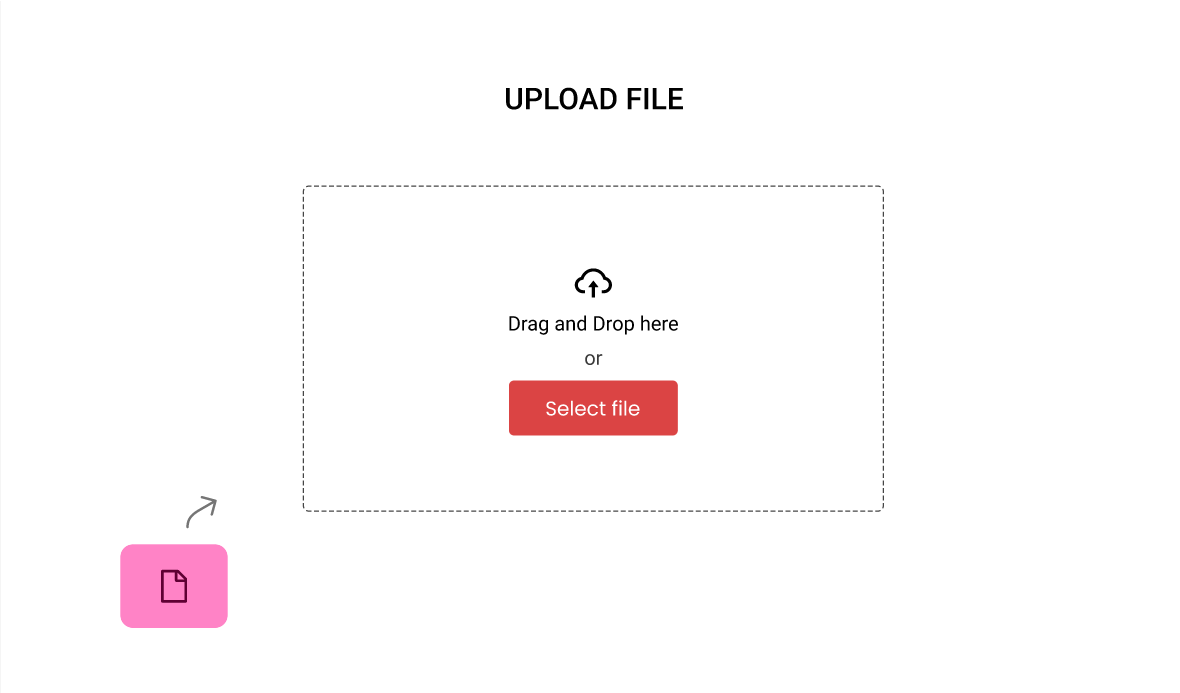 UPLOAD FILE
Drag and Drop here
or
Select file